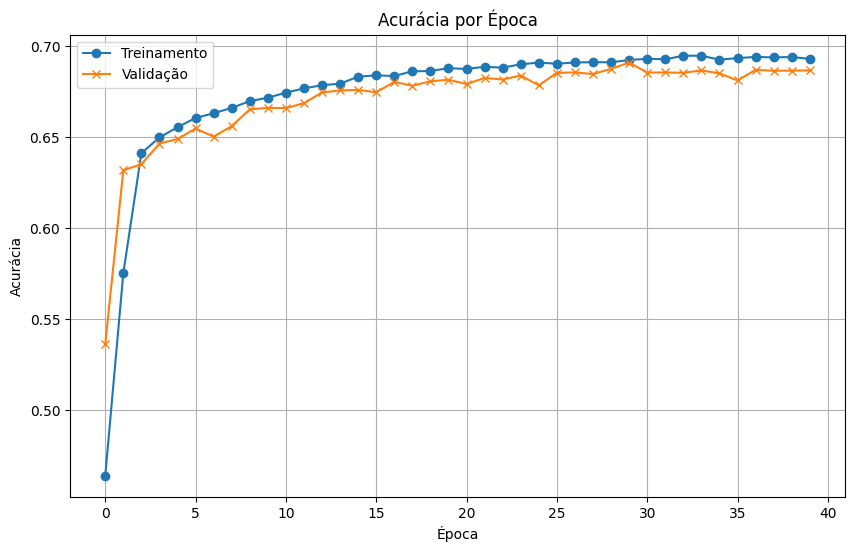 Acurácia por Época
Treinamento
Validação
Acurácia
0.70
0.65
0.60
0.55
0.50
0 5 10 15 20 25 30 35 40
Época